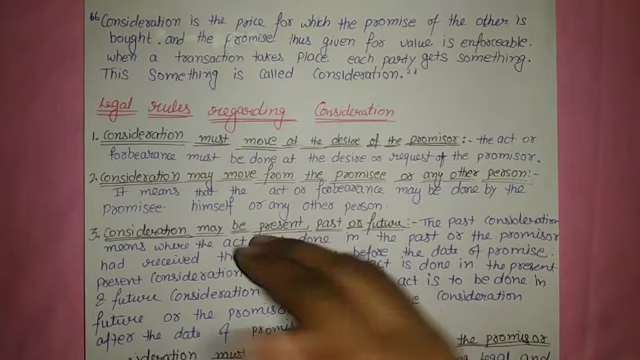 "Consideration is the price for which the promise of the other is
bought and the promise thus given for value is enforceable.
When a transaction takes place each party gets something.
This something is called Consideration."
Legal rules regarding Consideration
1. Consideration must move at the desire of the promisor:- the act or
forbearance must be done at the desire or request of the promisor.
2. Consideration may move from the promisee or any other person:-
It means that the act or forbearance may be done by the
promisee himself or any other person.
3. Consideration may be present, past or future:- The past consideration
means where the act done in the past or the promisor
had received before the date of promise.
present consideration act is done in the present
& future Consideration act is to be done in
future or the promisor consideration
after the date of
the promisor
must
legal and